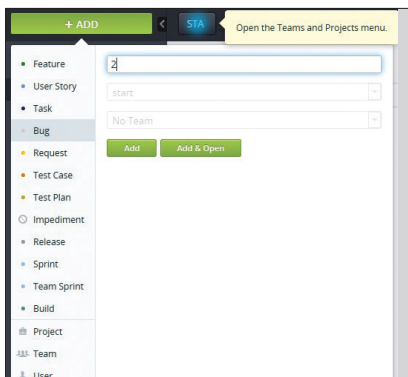 + ADD
STA
Open the Teams and Projects menu.
Feature
User Story
Task
Bug
Request
Test Case
Test Plan
Impediment
Release
Sprint
Team Sprint
Build
Project
Team
User
2
start
No Team
Add
Add & Open